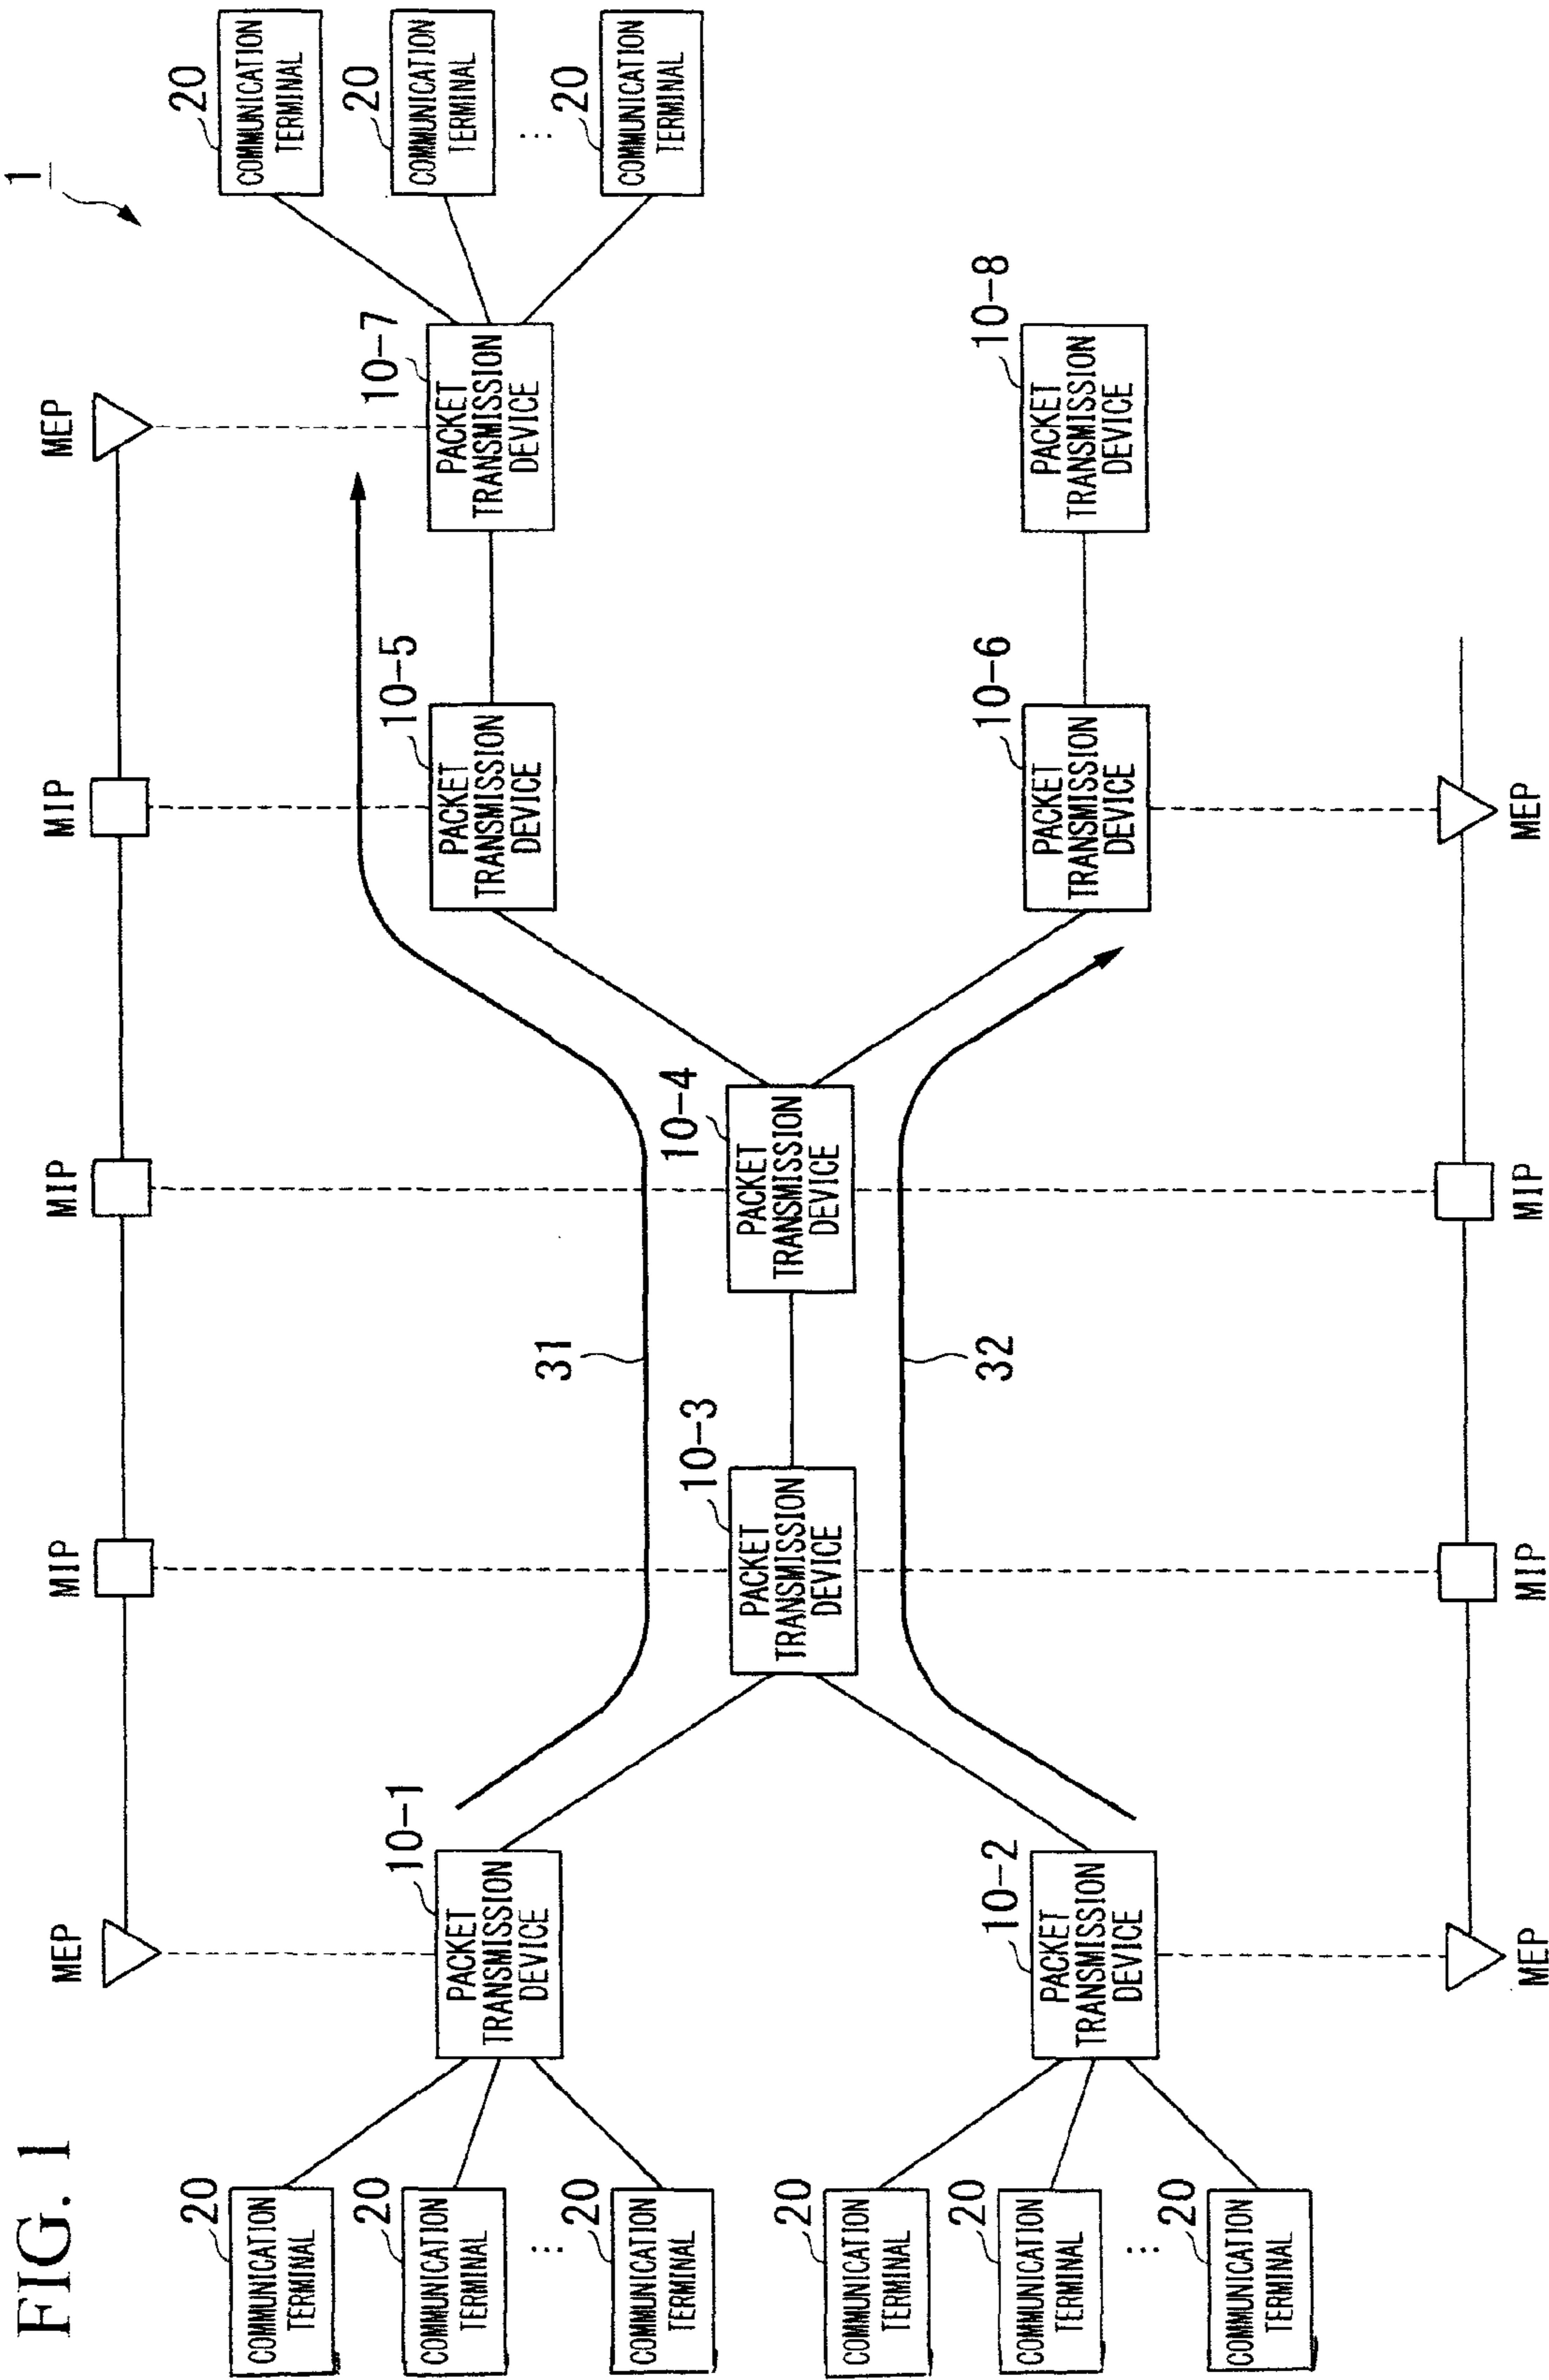 FIG. 1
1
MEP
MIP
MIP
MIP
MEP
20
COMMUNICATION
TERMINAL
20
COMMUNICATION
TERMINAL
...
20
COMMUNICATION
TERMINAL
10-1
PACKET
TRANSMISSION
DEVICE
31
10-5
PACKET
TRANSMISSION
DEVICE
10-7
PACKET
TRANSMISSION
DEVICE
20
COMMUNICATION
TERMINAL
20
COMMUNICATION
TERMINAL
...
20
COMMUNICATION
TERMINAL
10-3
PACKET
TRANSMISSION
DEVICE
10-4
PACKET
TRANSMISSION
DEVICE
20
COMMUNICATION
TERMINAL
20
COMMUNICATION
TERMINAL
...
20
COMMUNICATION
TERMINAL
10-2
PACKET
TRANSMISSION
DEVICE
32
10-6
PACKET
TRANSMISSION
DEVICE
10-8
PACKET
TRANSMISSION
DEVICE
MEP
MIP
MIP
MEP